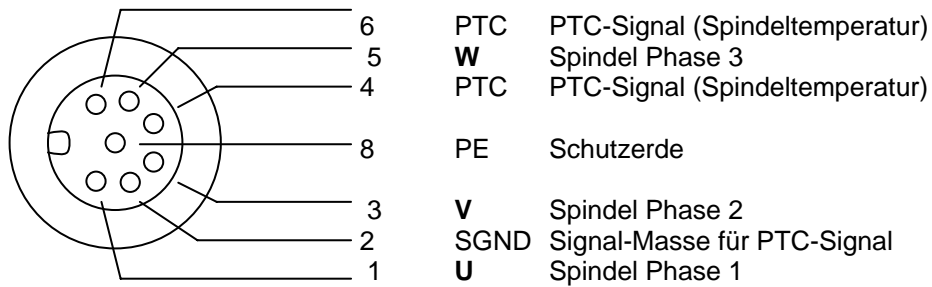 6 PTC PTC-Signal (Spindeltemperatur)
5 W Spindel Phase 3
4 PTC PTC-Signal (Spindeltemperatur)
8 PE Schutzerde
3 V Spindel Phase 2
2 SGND Signal-Masse für PTC-Signal
1 U Spindel Phase 1